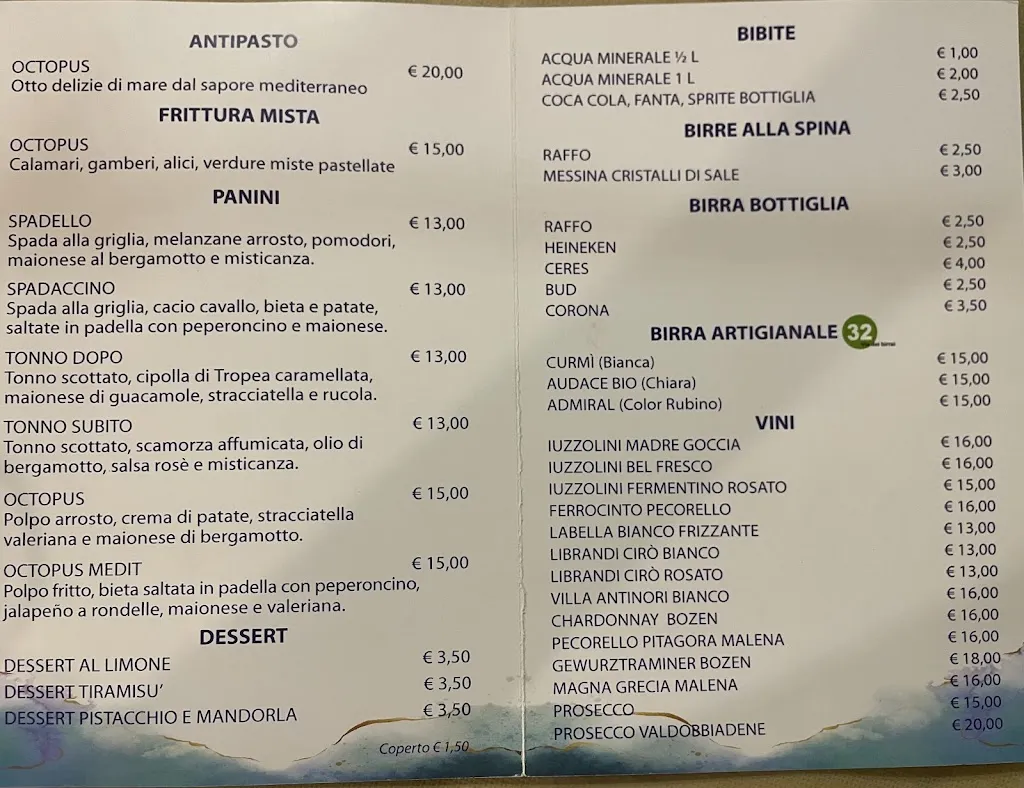 ANTIPASTO
OCTOPUS € 20,00
Otto delizie di mare dal sapore mediterraneo
FRITTURA MISTA
OCTOPUS € 15,00
Calamari, gamberi, alici, verdure miste pastellate
PANINI
SPADELLO € 13,00
Spada alla griglia, melanzane arrosto, pomodori,
maionese al bergamotto e misticanza.
SPADACCINO € 13,00
Spada alla griglia, cacio cavallo, bieta e patate,
saltate in padella con peperoncino e maionese.
TONNO DOPO € 13,00
Tonno scottato, cipolla di Tropea caramellata,
maionese di guacamole, stracciatella e rucola.
TONNO SUBITO € 13,00
Tonno scottato, scamorza affumicata, olio di
bergamotto, salsa rosè e misticanza.
OCTOPUS € 15,00
Polpo arrosto, crema di patate, stracciatella
valeriana e maionese di bergamotto.
OCTOPUS MEDIT € 15,00
Polpo fritto, bieta saltata in padella con peperoncino,
jalapeño a rondelle, maionese e valeriana.
DESSERT
DESSERT AL LIMONE € 3,50
DESSERT TIRAMISU' € 3,50
DESSERT PISTACCHIO E MANDORLA € 3,50
Coperto € 1,50
BIBITE
ACQUA MINERALE ½ L € 1,00
ACQUA MINERALE 1 L € 2,00
COCA COLA, FANTA, SPRITE BOTTIGLIA € 2,50
BIRRE ALLA SPINA
RAFFO € 2,50
MESSINA CRISTALLI DI SALE € 3,00
BIRRA BOTTIGLIA
RAFFO € 2,50
HEINEKEN € 2,50
CERES € 4,00
BUD € 2,50
CORONA € 3,50
BIRRA ARTIGIANALE 32
via dei birrai
CURMÌ (Bianca) € 15,00
AUDACE BIO (Chiara) € 15,00
ADMIRAL (Color Rubino) € 15,00
VINI
IUZZOLINI MADRE GOCCIA € 16,00
IUZZOLINI BEL FRESCO € 16,00
IUZZOLINI FERMENTINO ROSATO € 15,00
FERROCINTO PECORELLO € 16,00
LABELLA BIANCO FRIZZANTE € 13,00
LIBRANDI CIRÒ BIANCO € 13,00
LIBRANDI CIRÒ ROSATO € 13,00
VILLA ANTINORI BIANCO € 16,00
CHARDONNAY BOZEN € 16,00
PECORELLO PITAGORA MALENA € 16,00
GEWURZTRAMINER BOZEN € 18,00
MAGNA GRECIA MALENA € 16,00
PROSECCO € 15,00
PROSECCO VALDOBBIADENE € 20,00